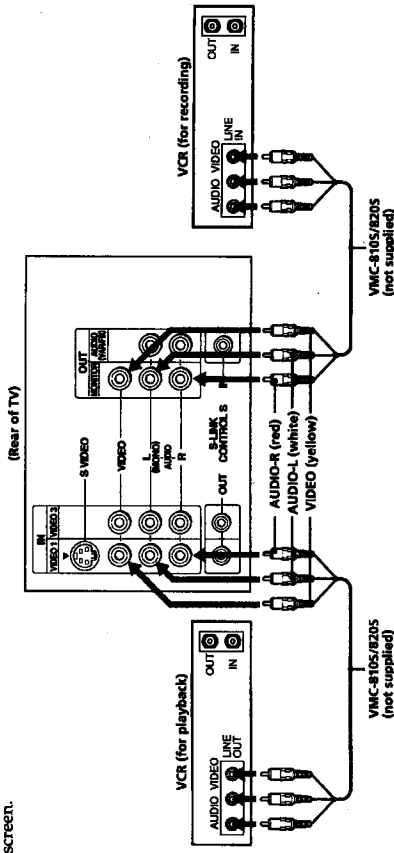 screen.
(Rear of TV)
VCR (for playback)
OUT
IN
AUDIO VIDEO
LINE
OUT
IN
VIDEO 1
VIDEO 3
S VIDEO
VIDEO
L
(MONO)
AUDIO
R
S-LINK
CONTROL S
OUT
IN
OUT
MONITOR
AUDIO
VCR (for recording)
OUT
IN
AUDIO VIDEO
LINE
IN
AUDIO-R (red)
AUDIO-L (white)
VIDEO (yellow)
VMC-810S/820S
(not supplied)
VMC-810S/820S
(not supplied)